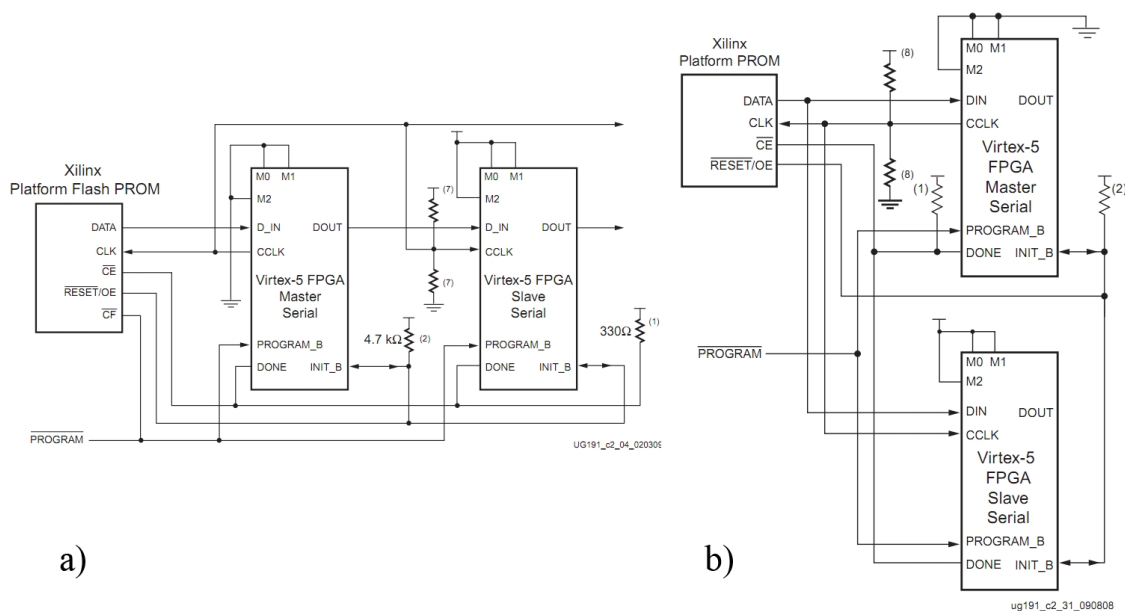 Xilinx
Platform Flash PROM
DATA
CLK
CE
RESET/OE
CF
PROGRAM
M0 M1
M2
D_IN DOUT
CCLK
Virtex-5 FPGA
Master
Serial
PROGRAM_B
DONE INIT_B
4.7 kΩ (2)
(7)
(7)
M0 M1
M2
D_IN DOUT
CCLK
Virtex-5 FPGA
Slave
Serial
PROGRAM_B
DONE INIT_B
330Ω (1)
UG191_c2_04_020309
a)
Xilinx
Platform PROM
DATA
CLK
CE
RESET/OE
(8)
(8)
(1)
(2)
M0 M1
M2
DIN DOUT
CCLK
Virtex-5
FPGA
Master
Serial
PROGRAM_B
DONE INIT_B
PROGRAM
M0 M1
M2
DIN DOUT
CCLK
Virtex-5
FPGA
Slave
Serial
PROGRAM_B
DONE INIT_B
ug191_c2_31_090808
b)